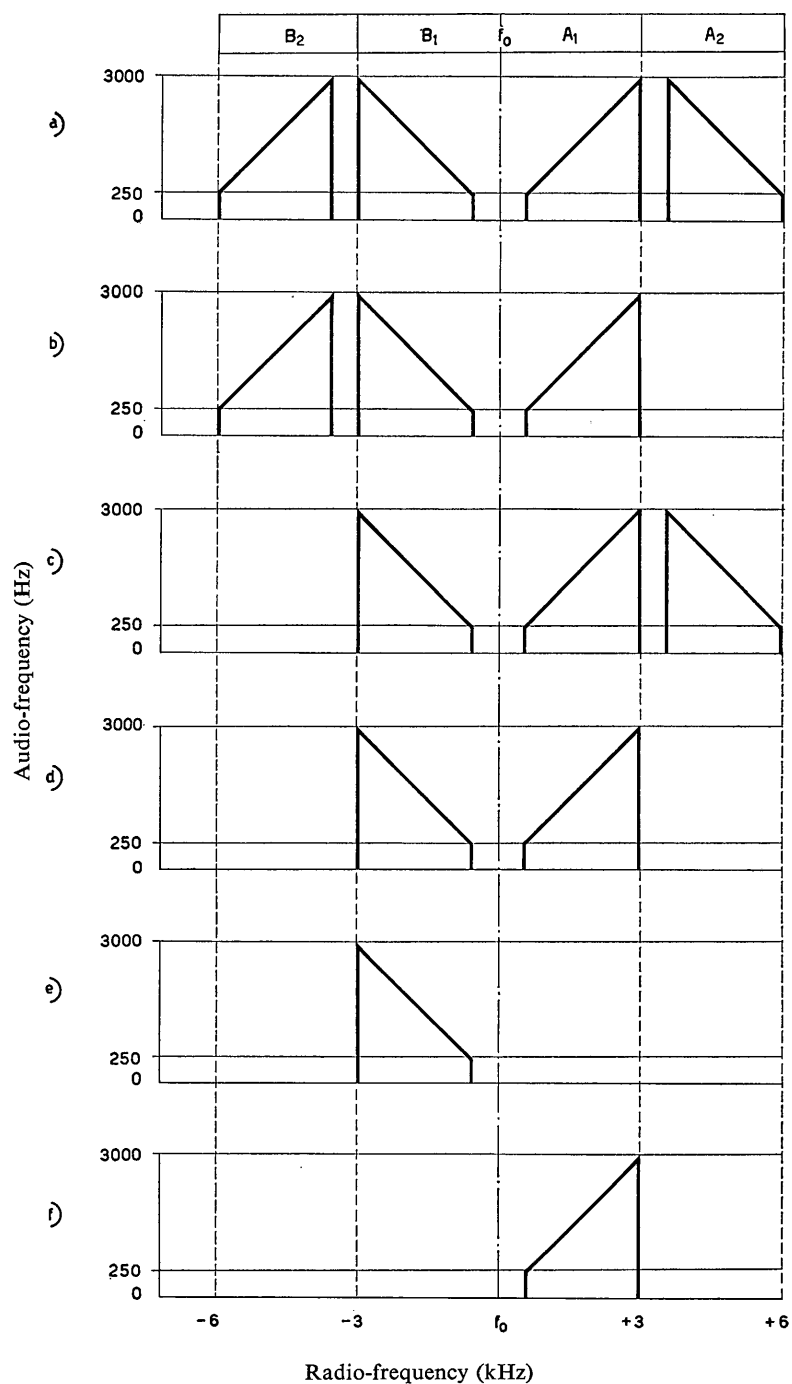 B₂ B₁ f₀ A₁ A₂
a)
3000
250
0
b)
3000
250
0
c)
3000
250
0
Audio-frequency (Hz)
d)
3000
250
0
e)
3000
250
0
f)
3000
250
0
-6 -3 f₀ +3 +6
Radio-frequency (kHz)